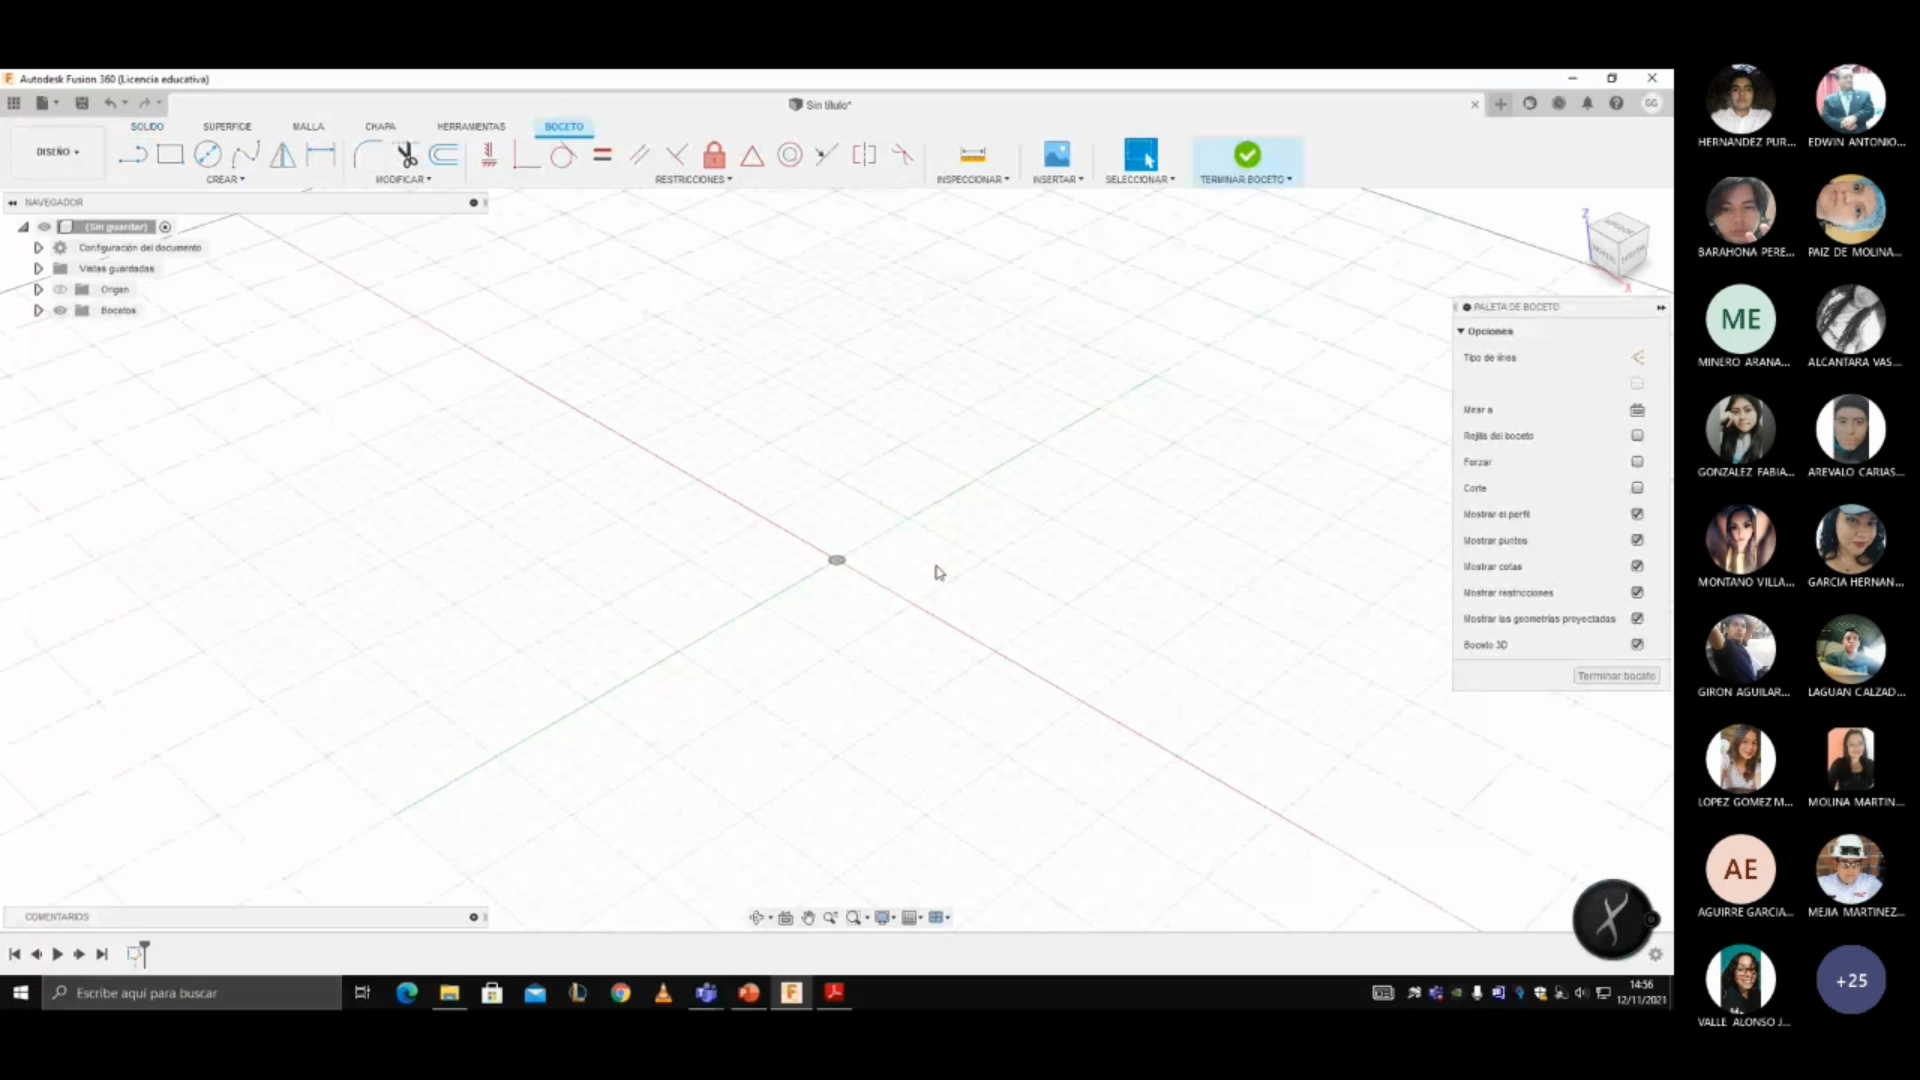 Autodesk Fusion 360 (Licencia educativa)
Sin título*
GG
SOLIDO SUPERFICIE MALLA CHAPA HERRAMIENTAS BOCETO
DISEÑO
CREAR MODIFICAR RESTRICCIONES INSPECCIONAR INSERTAR SELECCIONAR TERMINAR BOCETO
NAVEGADOR
(Sin guardar)
Configuración del documento
Vistas guardadas
Origen
Bocetos
Z
X
PALETA DE BOCETO
Opciones
Tipo de línea
Mirar a
Rejilla del boceto
Forzar
Corte
Mostrar el perfil
Mostrar puntos
Mostrar cotas
Mostrar restricciones
Mostrar las geometrías proyectadas
Boceto 3D
Terminar boceto
COMENTARIOS
Escribe aquí para buscar
14:56
12/11/2021
HERNANDEZ PUR... EDWIN ANTONIO...
BARAHONA PERE... PAIZ DE MOLINA...
ME
MINERO ARANA... ALCANTARA VAS...
GONZALEZ FABIA... AREVALO CARIAS...
MONTANO VILLA... GARCIA HERNAN...
GIRON AGUILAR... LAGUAN CALZAD...
LOPEZ GOMEZ M... MOLINA MARTIN...
AE
AGUIRRE GARCIA... MEJIA MARTINEZ...
+25
VALLE ALONSO J...